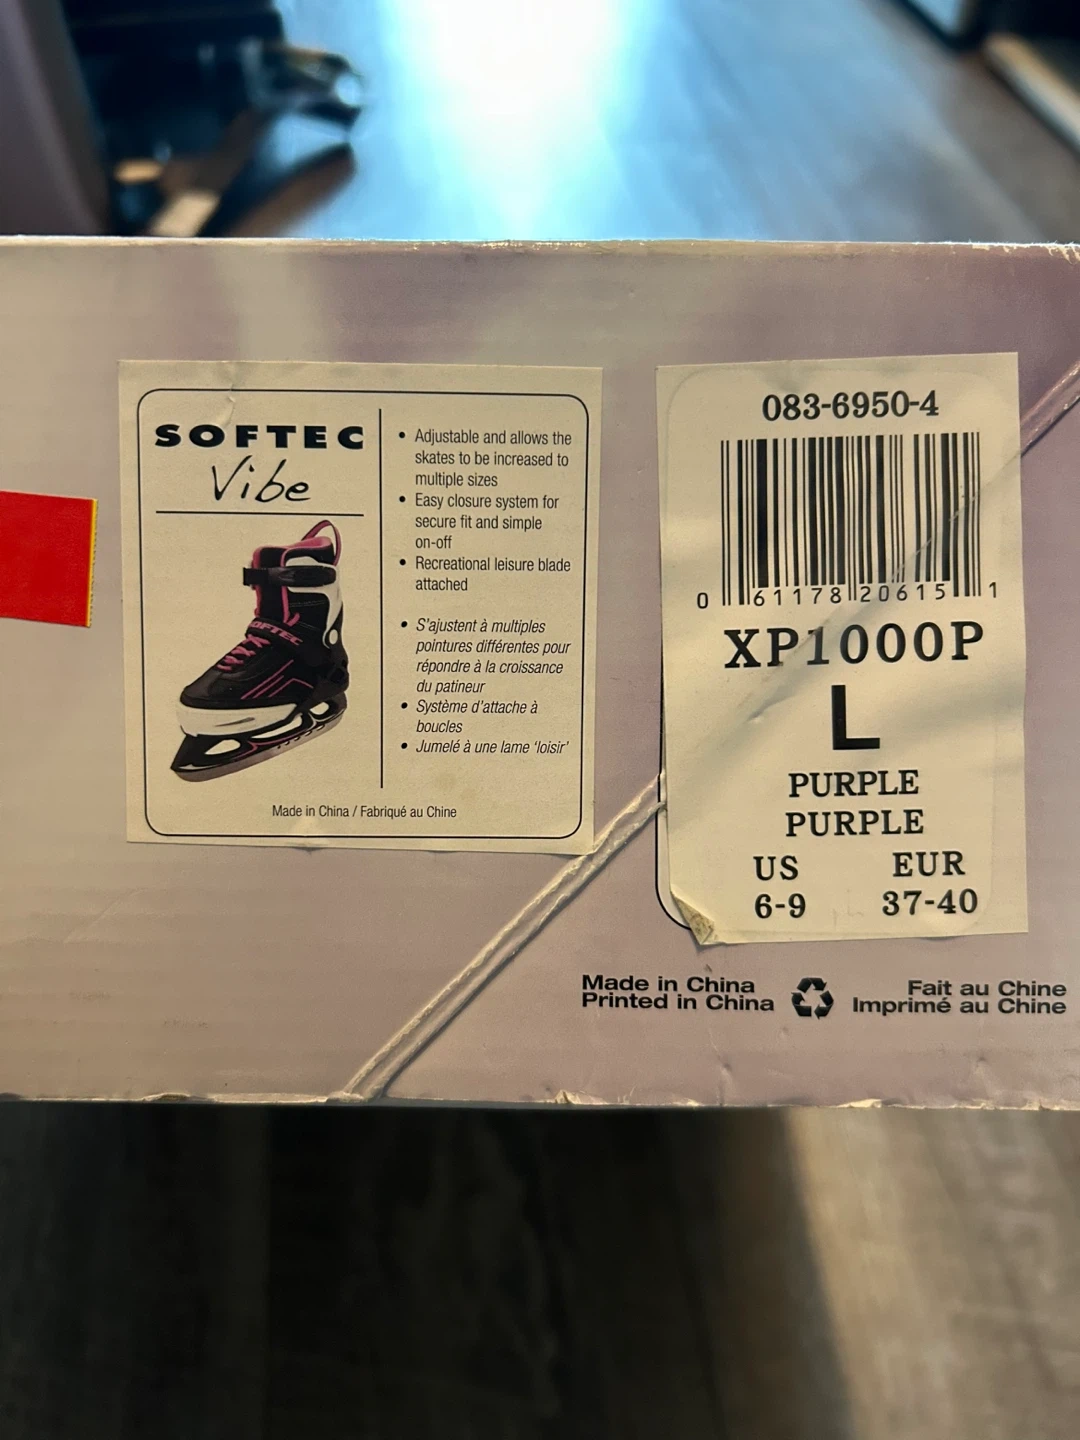 SOFTEC
Vibe
SOFTEC
• Adjustable and allows the
skates to be increased to
multiple sizes
• Easy closure system for
secure fit and simple
on-off
• Recreational leisure blade
attached
• S'ajustent à multiples
pointures différentes pour
répondre à la croissance
du patineur
• Système d'attache à
boucles
• Jumelé à une lame 'loisir'
Made in China / Fabriqué au Chine
083-6950-4
0 61178 20615 1
XP1000P
L
PURPLE
PURPLE
US EUR
6-9 37-40
Made in China
Printed in China
Fait au Chine
Imprimé au Chine